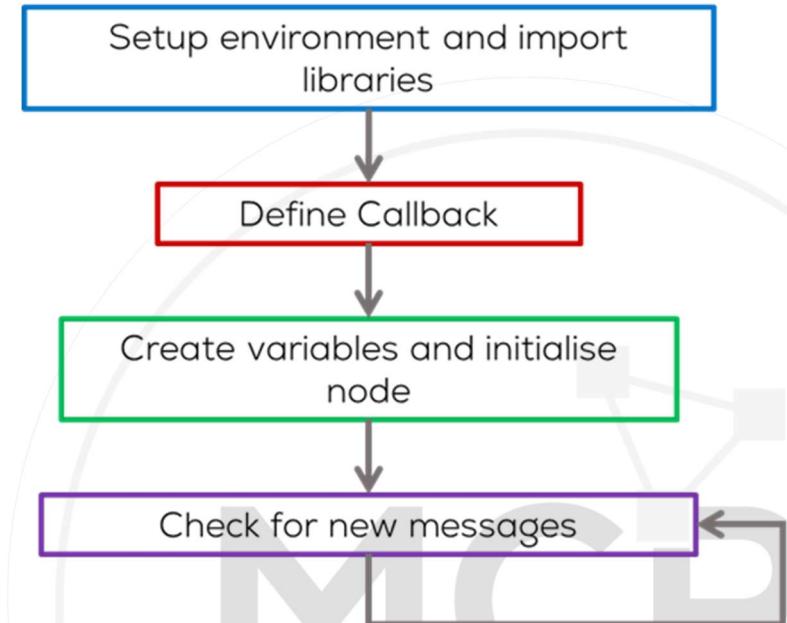 Setup environment and import
libraries
Define Callback
Create variables and initialise
node
Check for new messages